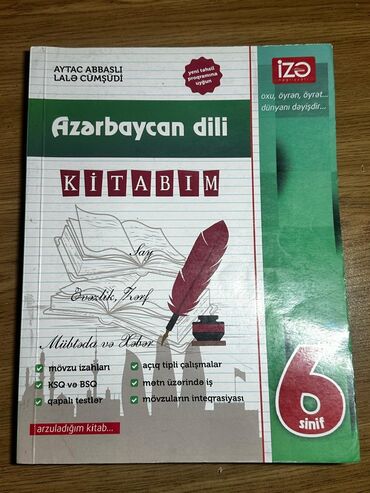 AYTAC ABBASLI
LALƏ CÜMŞÜDİ
yeni təhsil
proqramına
uyğun
İZƏ
oxu, öyrən, öyrət...
dünyanı dəyişdir...
Azərbaycan dili
KİTABIM
Say
Əvəzlik, Zərf
Mübtəda və Xəbər
mövzu izahları
KSQ və BSQ
qapalı testlər
açıq tipli çalışmalar
mətn üzərində iş
mövzuların inteqrasiyası
6
sinif
arzuladığım kitab...